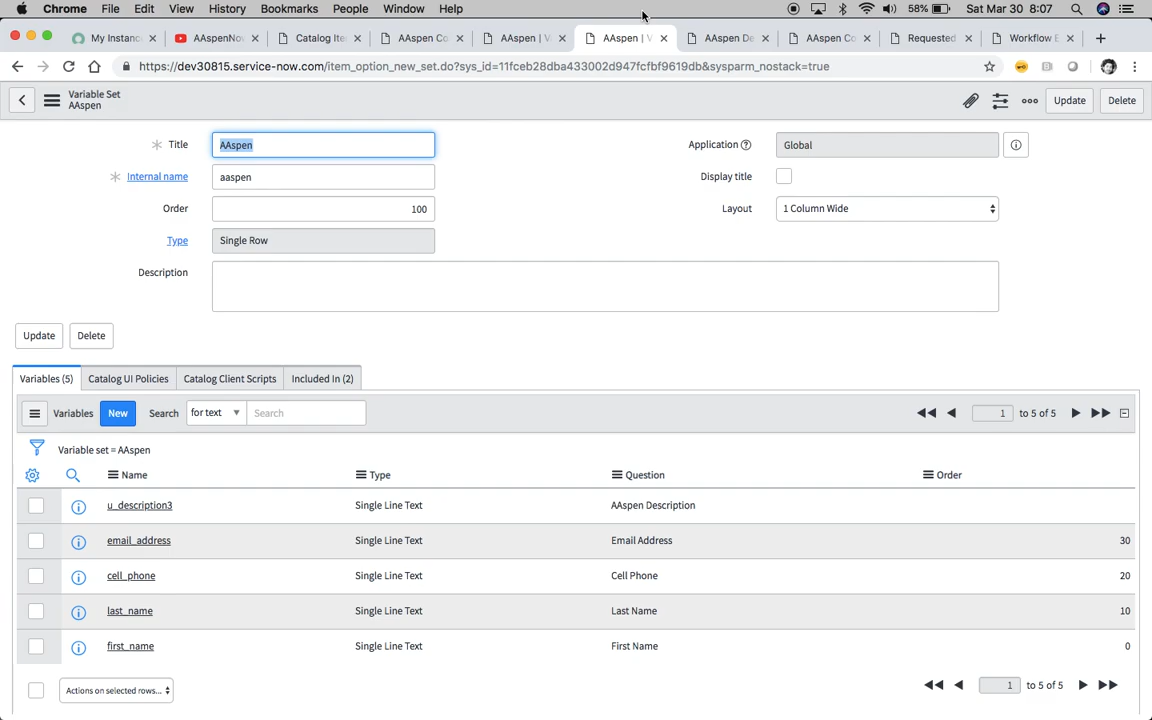 Chrome File Edit View History Bookmarks People Window Help 58% Sat Mar 30 8:07
My Instanc AAspenNov Catalog Ite AAspen Co AAspen | V AAspen | V AAspen De AAspen Co Requested Workflow E
https://dev30815.service-now.com/item_option_new_set.do?sys_id=11fceb28dba433002d947fcfbf9619db&sysparm_nostack=true
Variable Set
AAspen
Update Delete
Title AAspen Application Global
Internal name aaspen Display title
Order 100 Layout 1 Column Wide
Type Single Row
Description
Update Delete
Variables (5) Catalog UI Policies Catalog Client Scripts Included In (2)
Variables New Search for text Search 1 to 5 of 5
Variable set = AAspen
Name Type Question Order
u_description3 Single Line Text AAspen Description
email_address Single Line Text Email Address 30
cell_phone Single Line Text Cell Phone 20
last_name Single Line Text Last Name 10
first_name Single Line Text First Name 0
Actions on selected rows... 1 to 5 of 5